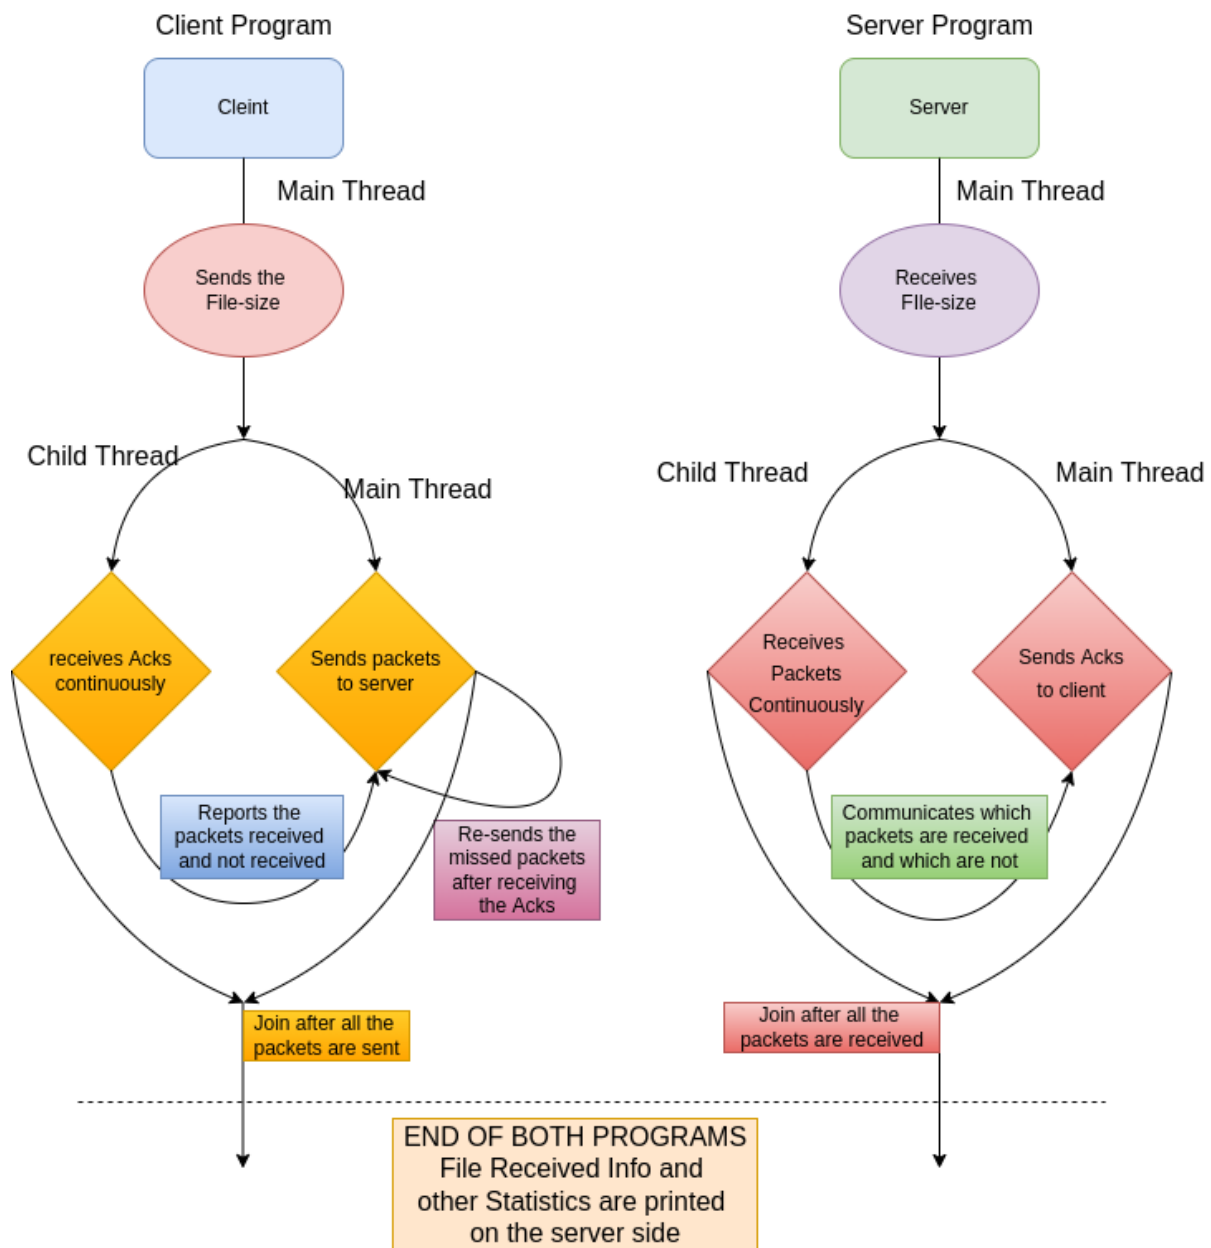 Client Program
Server Program
Cleint
Server
Main Thread
Main Thread
Sends the
File-size
Receives
FIle-size
Child Thread
Main Thread
Child Thread
Main Thread
receives Acks
continuously
Sends packets
to server
Receives
Packets
Continuously
Sends Acks
to client
Reports the
packets received
and not received
Re-sends the
missed packets
after receiving
the Acks
Communicates which
packets are received
and which are not
Join after all the
packets are sent
Join after all the
packets are received
END OF BOTH PROGRAMS
File Received Info and
other Statistics are printed
on the server side